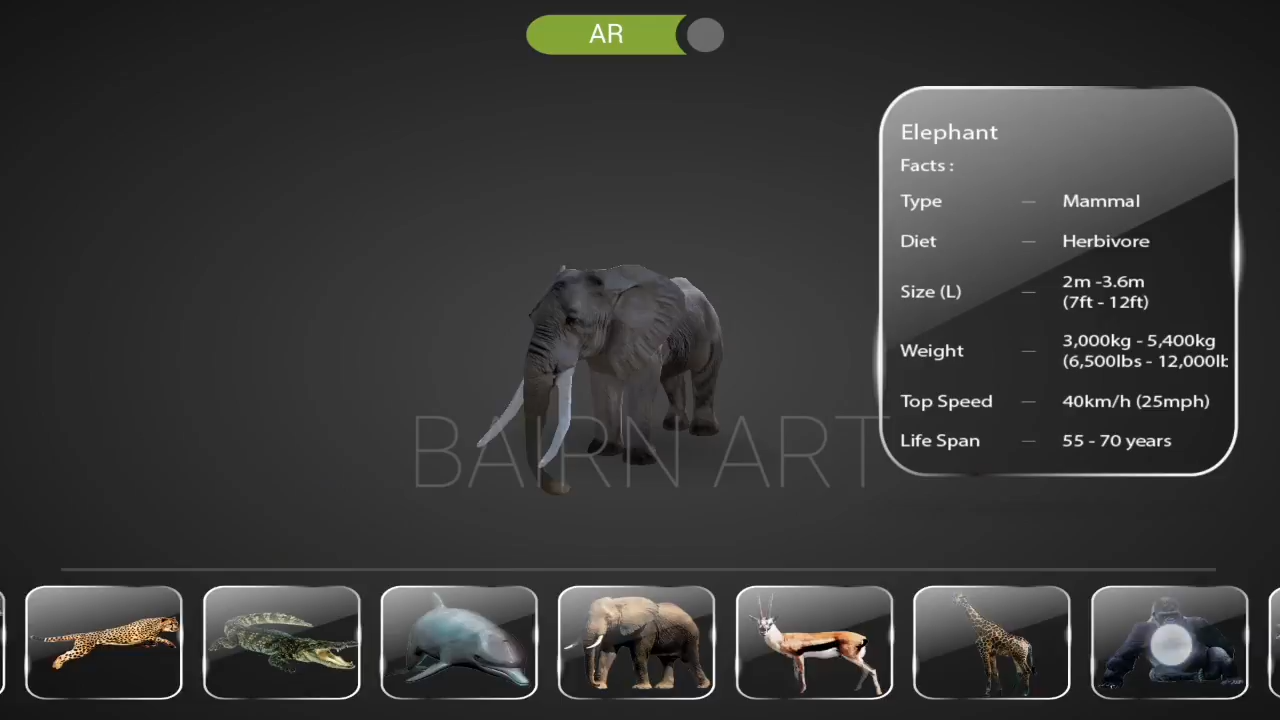 AR
Elephant
Facts :
Type — Mammal
Diet — Herbivore
Size (L) — 2m -3.6m
(7ft - 12ft)
Weight — 3,000kg - 5,400kg
(6,500lbs - 12,000lb
Top Speed — 40km/h (25mph)
Life Span — 55 - 70 years
BAIRN ART